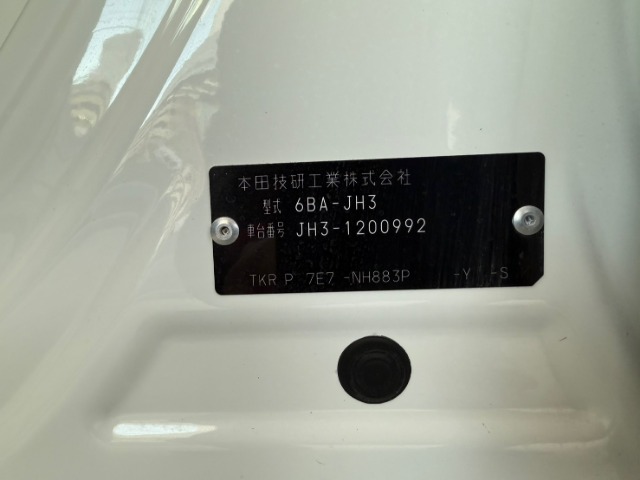 本田技研工業株式会社
型式 6BA-JH3
車台番号 JH3-1200992
TKR P 7E7 -NH883P -Y -S